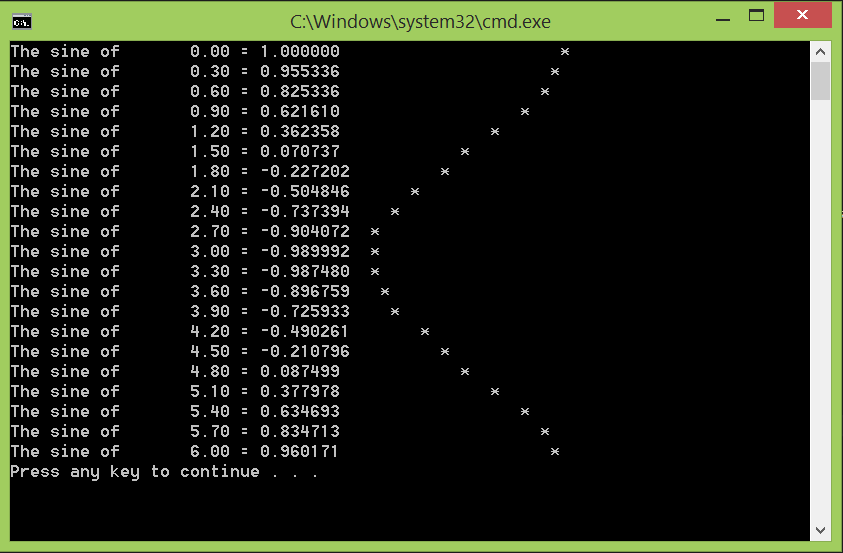 C:\Windows\system32\cmd.exe
The sine of       0.00 = 1.000000                      *
The sine of       0.30 = 0.955336                     *
The sine of       0.60 = 0.825336                    *
The sine of       0.90 = 0.621610                  *
The sine of       1.20 = 0.362358               *
The sine of       1.50 = 0.070737            *
The sine of       1.80 = -0.227202         *
The sine of       2.10 = -0.504846      *
The sine of       2.40 = -0.737394    *
The sine of       2.70 = -0.904072  *
The sine of       3.00 = -0.989992  *
The sine of       3.30 = -0.987480  *
The sine of       3.60 = -0.896759   *
The sine of       3.90 = -0.725933    *
The sine of       4.20 = -0.490261       *
The sine of       4.50 = -0.210796         *
The sine of       4.80 = 0.087499            *
The sine of       5.10 = 0.377978               *
The sine of       5.40 = 0.634693                  *
The sine of       5.70 = 0.834713                    *
The sine of       6.00 = 0.960171                     *
Press any key to continue . . .